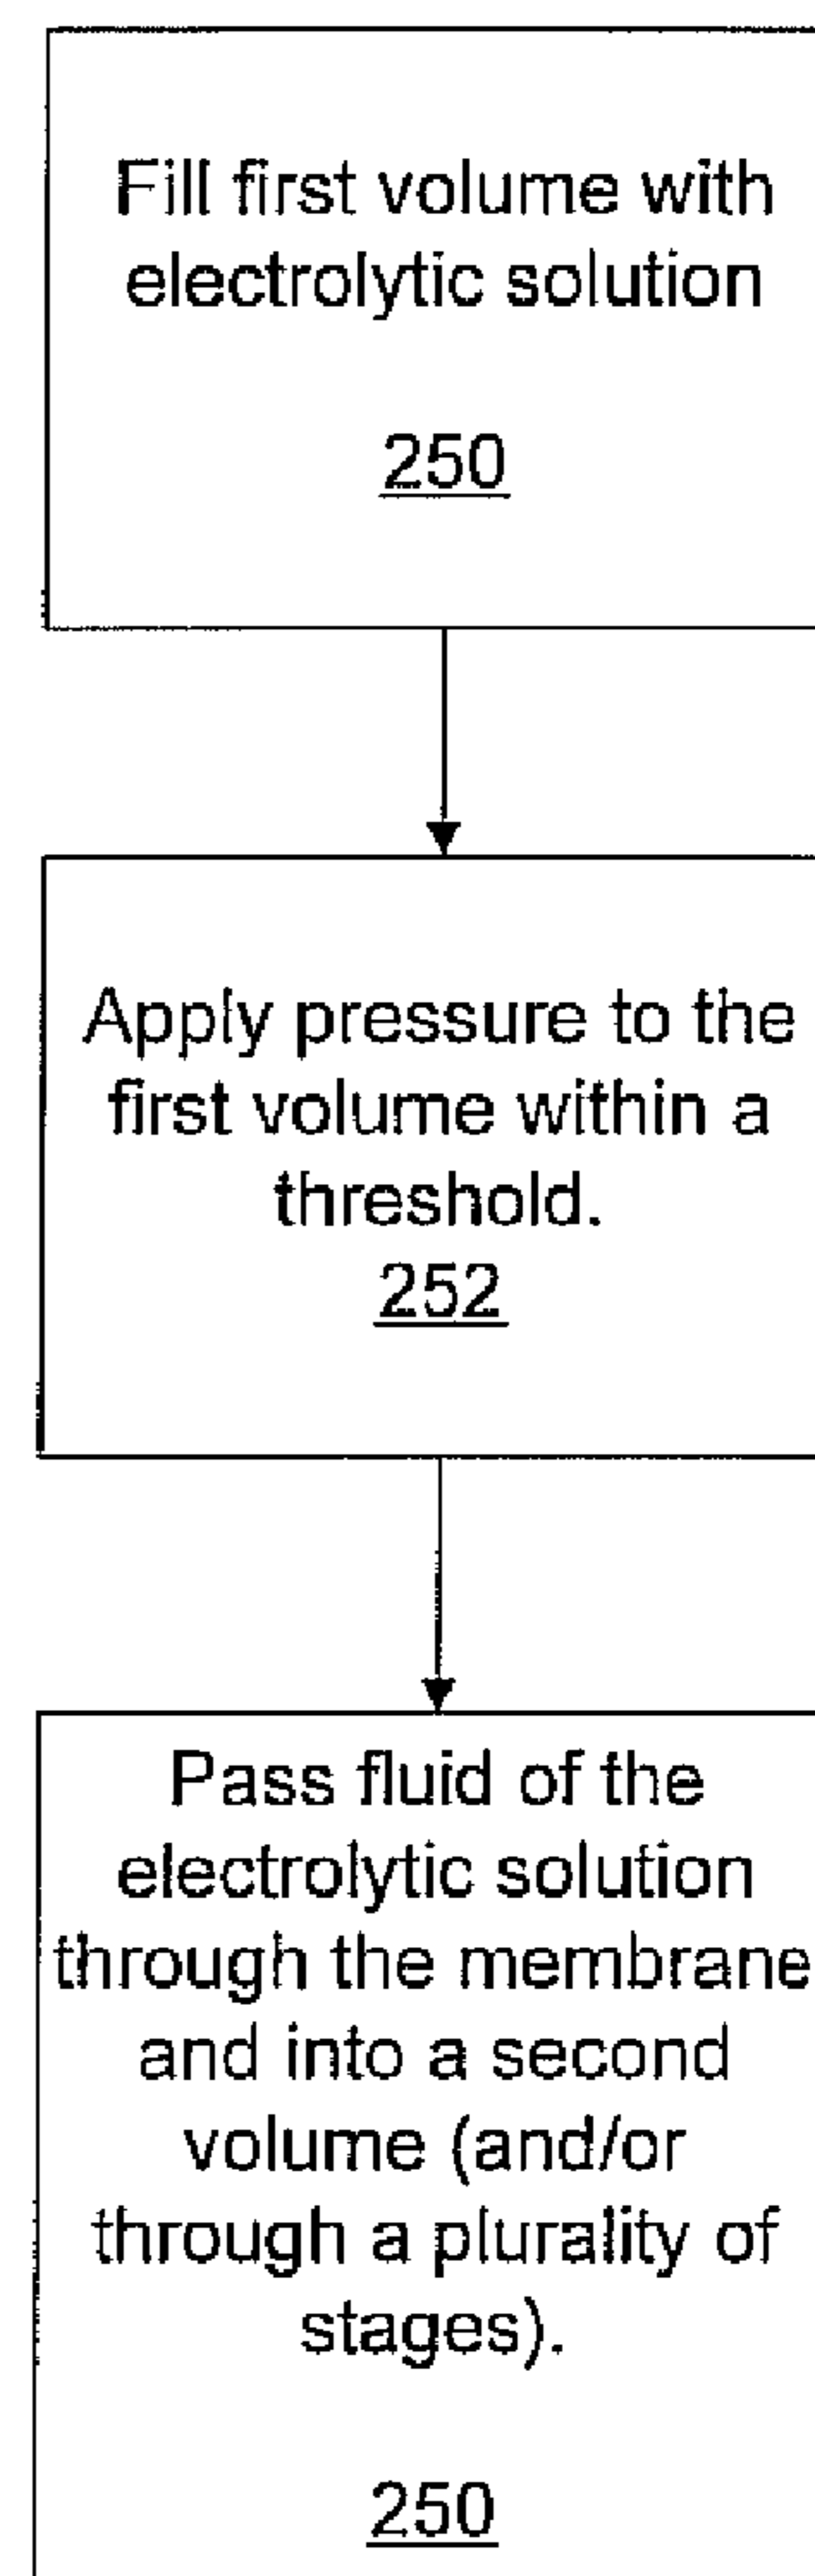 Fill first volume with
electrolytic solution
250
Apply pressure to the
first volume within a
threshold.
252
Pass fluid of the
electrolytic solution
through the membrane
and into a second
volume (and/or
through a plurality of
stages).
250